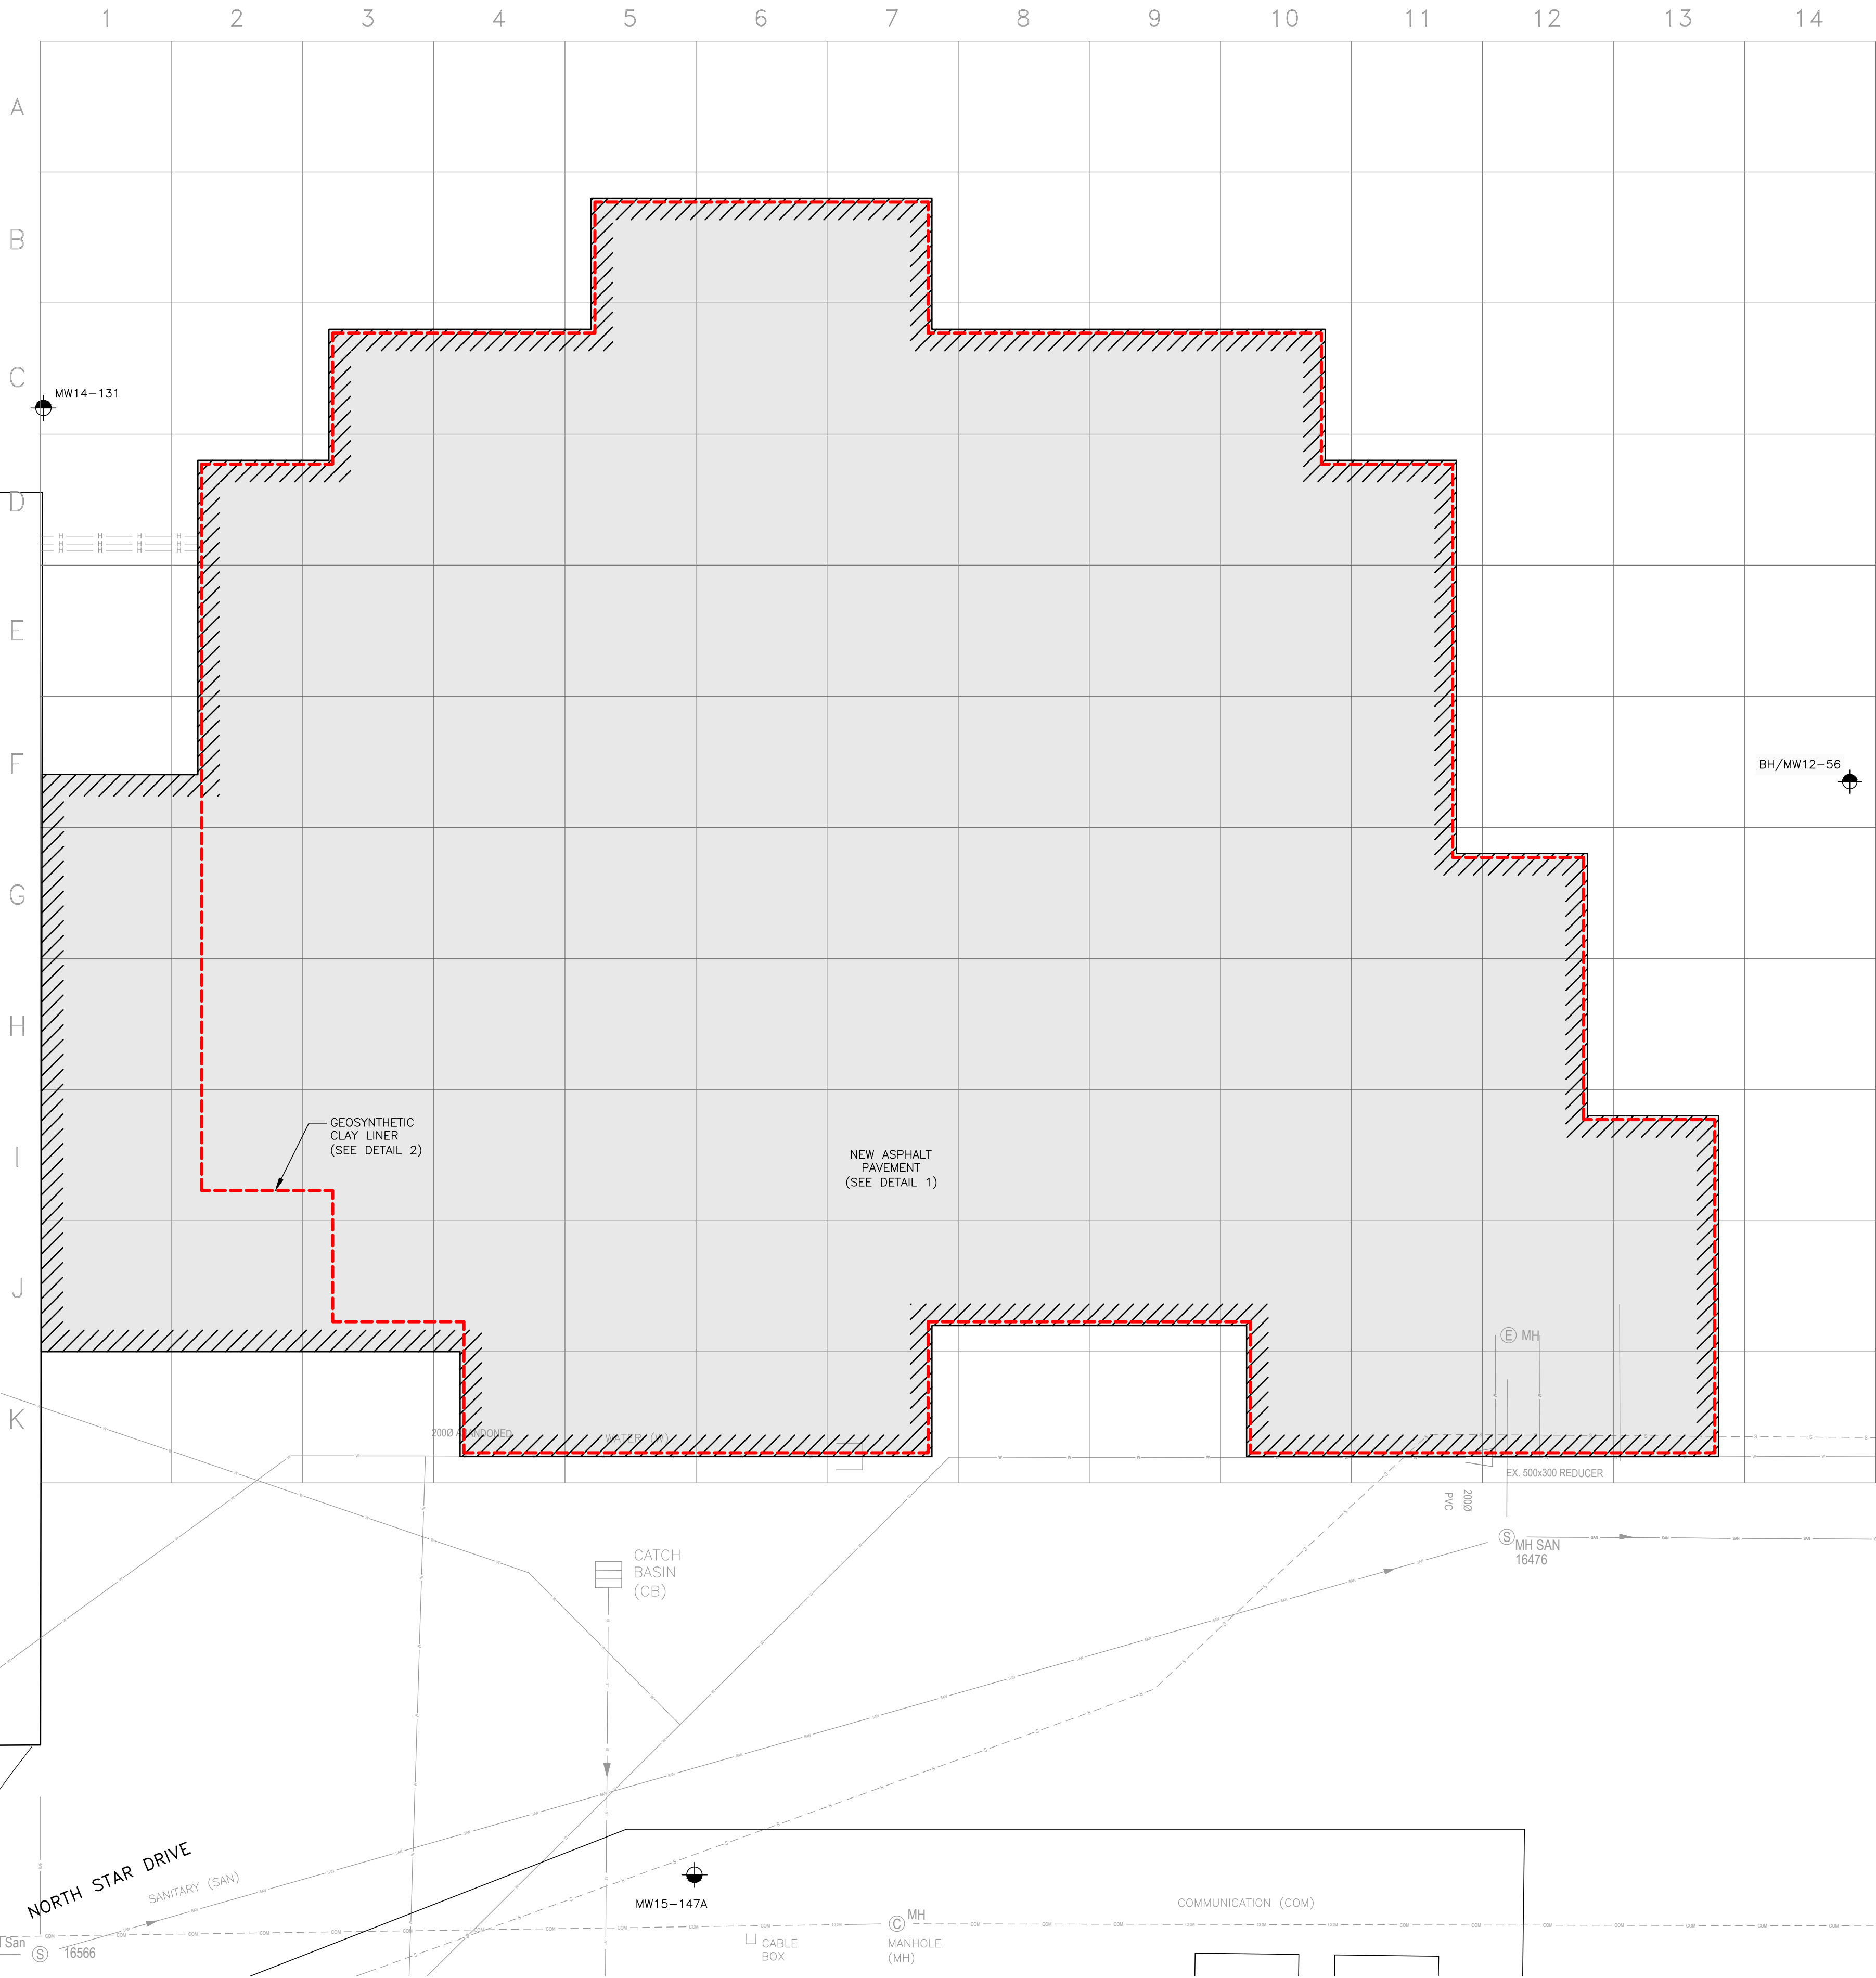 1 2 3 4 5 6 7 8 9 10 11 12 13 14
A
B
C
MW14-131
D
H H H H
H H H H
H H H H
E
F
BH/MW12-56
G
H
I
GEOSYNTHETIC
CLAY LINER
(SEE DETAIL 2)
NEW ASPHALT
PAVEMENT
(SEE DETAIL 1)
J
E MH
K
WATER (W)
EX. 500x300 REDUCER
200Ø
PVC
S
MH SAN
16476
CATCH
BASIN
(CB)
NORTH STAR DRIVE
SANITARY (SAN)
San
S 16566
MW15-147A
C MH
MANHOLE
(MH)
CABLE
BOX
COMMUNICATION (COM)